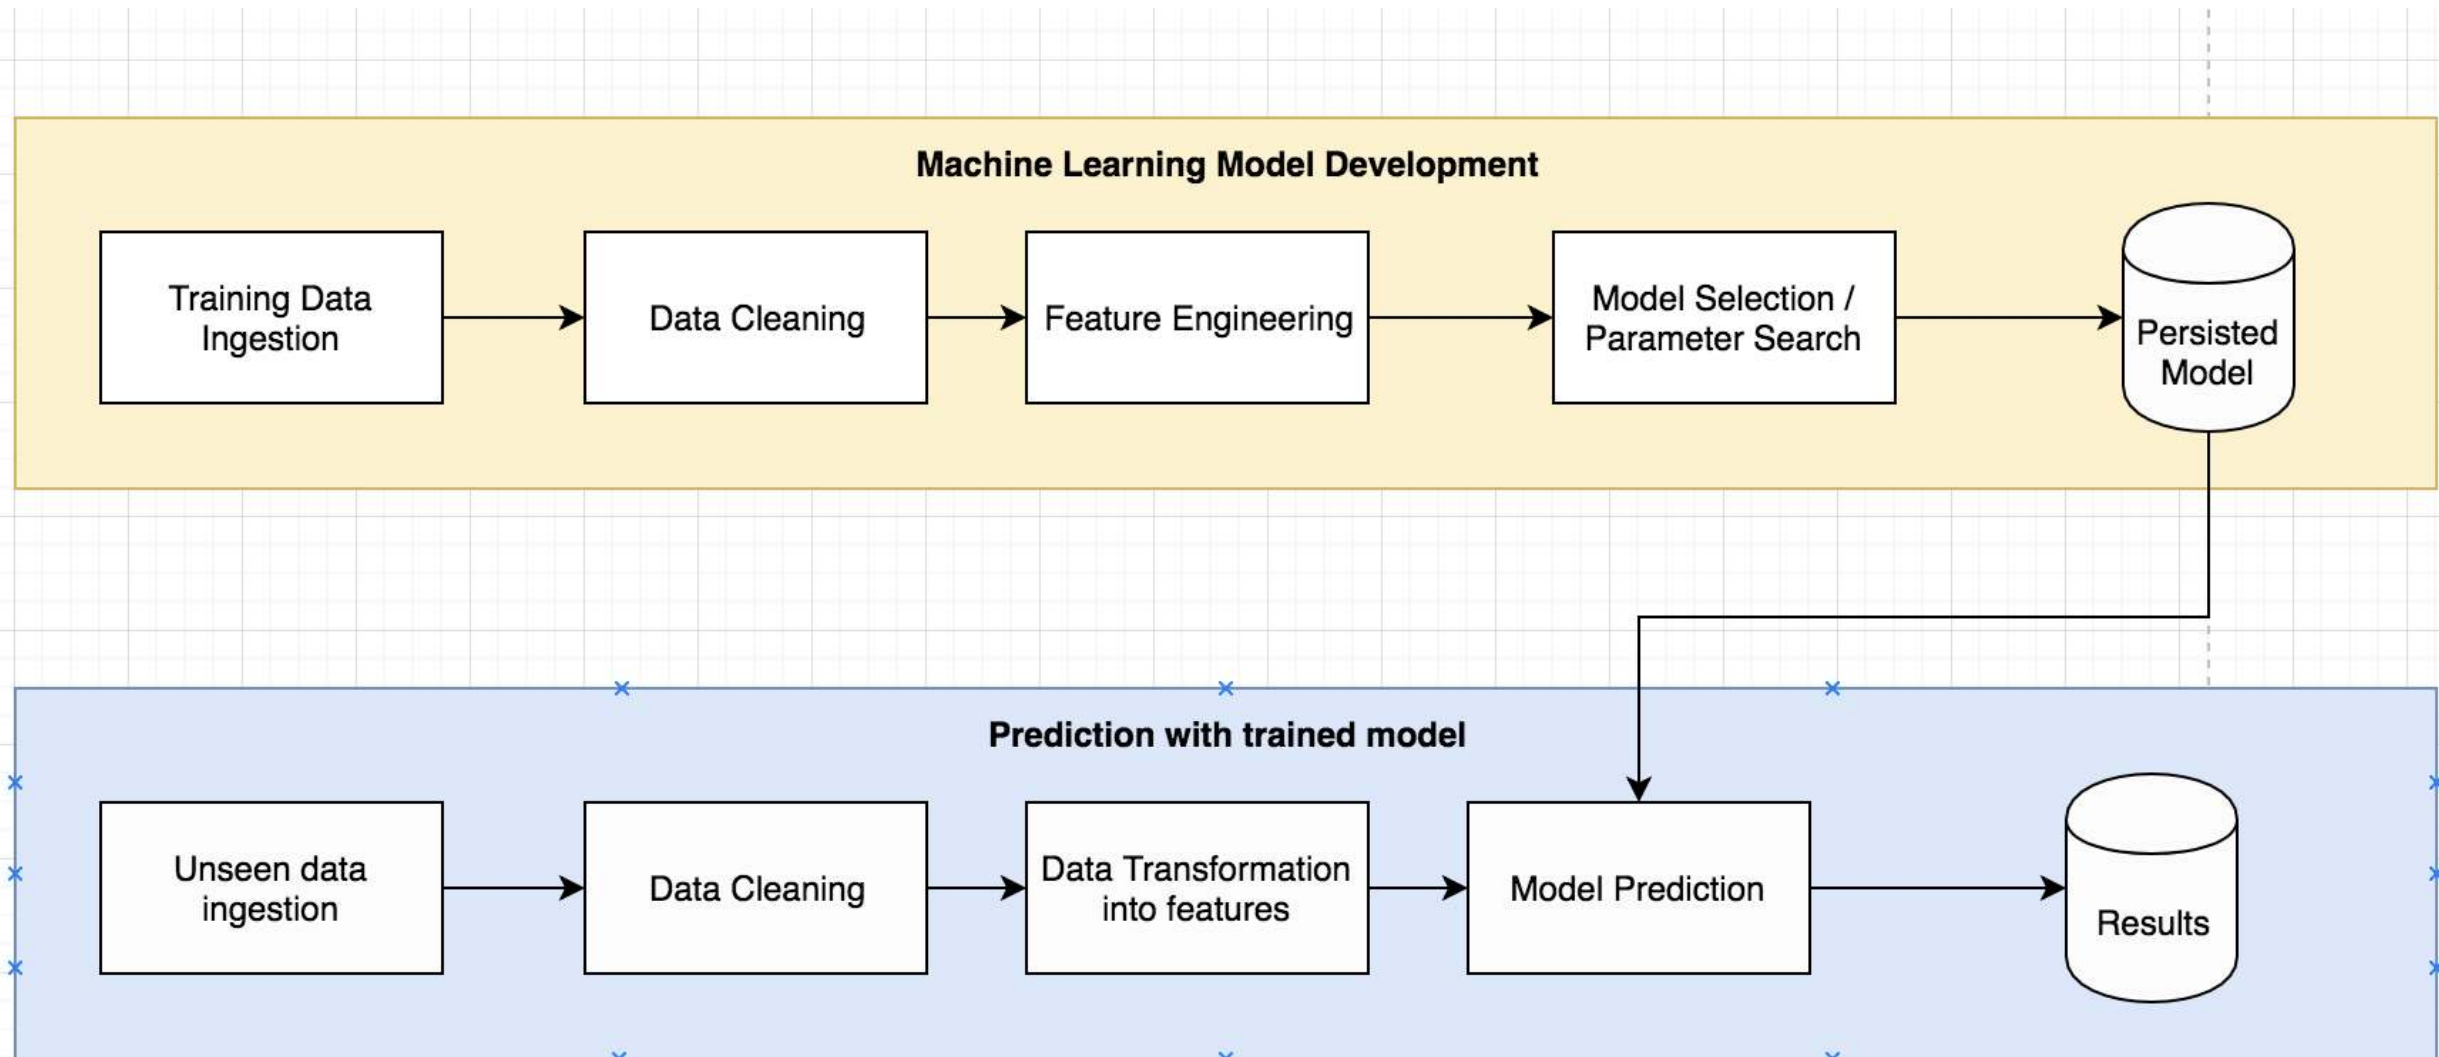 Machine Learning Model Development
Training Data
Ingestion
Data Cleaning
Feature Engineering
Model Selection /
Parameter Search
Persisted
Model
Prediction with trained model
Unseen data
ingestion
Data Cleaning
Data Transformation
into features
Model Prediction
Results